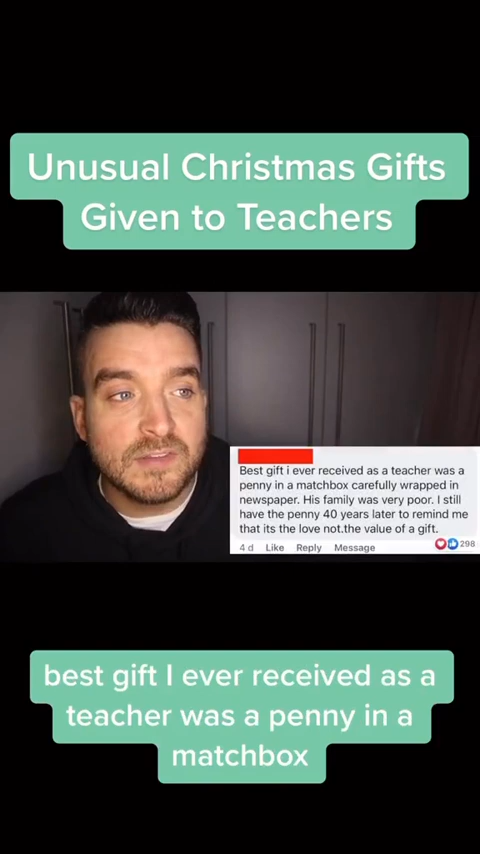 Unusual Christmas Gifts
Given to Teachers
Best gift i ever received as a teacher was a
penny in a matchbox carefully wrapped in
newspaper. His family was very poor. I still
have the penny 40 years later to remind me
that its the love not.the value of a gift.
4 d Like Reply Message 298
best gift I ever received as a
teacher was a penny in a
matchbox